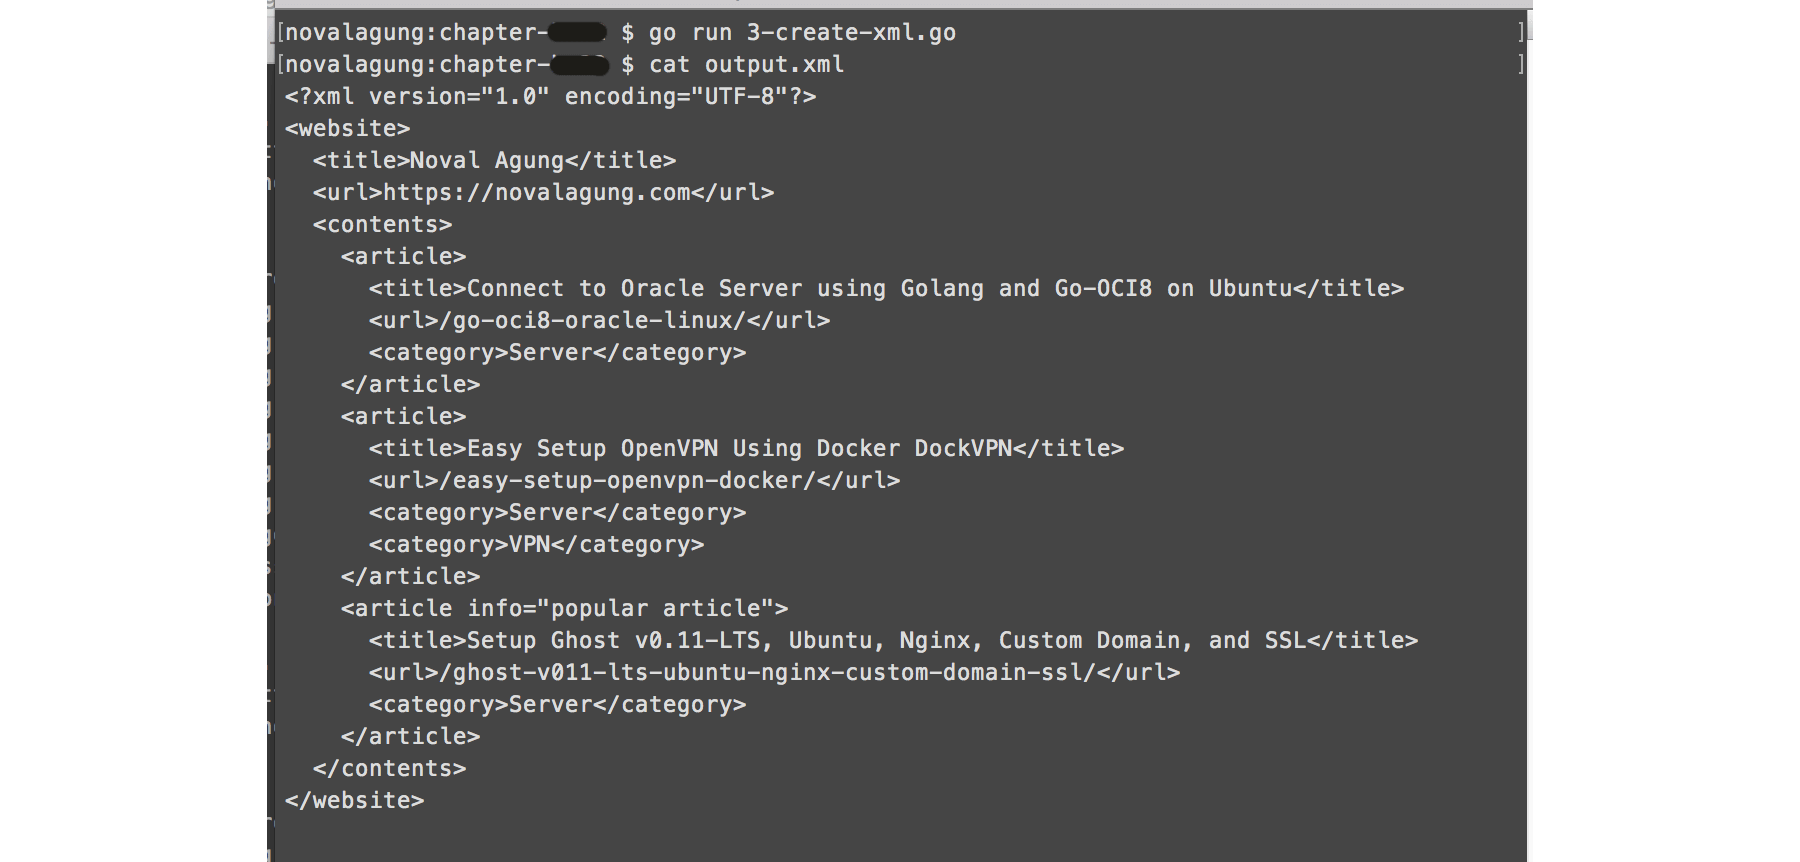 [novalagung:chapter- $ go run 3-create-xml.go ]
[novalagung:chapter- $ cat output.xml ]
<?xml version="1.0" encoding="UTF-8"?>
<website>
  <title>Noval Agung</title>
  <url>https://novalagung.com</url>
  <contents>
    <article>
      <title>Connect to Oracle Server using Golang and Go-OCI8 on Ubuntu</title>
      <url>/go-oci8-oracle-linux/</url>
      <category>Server</category>
    </article>
    <article>
      <title>Easy Setup OpenVPN Using Docker DockVPN</title>
      <url>/easy-setup-openvpn-docker/</url>
      <category>Server</category>
      <category>VPN</category>
    </article>
    <article info="popular article">
      <title>Setup Ghost v0.11-LTS, Ubuntu, Nginx, Custom Domain, and SSL</title>
      <url>/ghost-v011-lts-ubuntu-nginx-custom-domain-ssl/</url>
      <category>Server</category>
    </article>
  </contents>
</website>